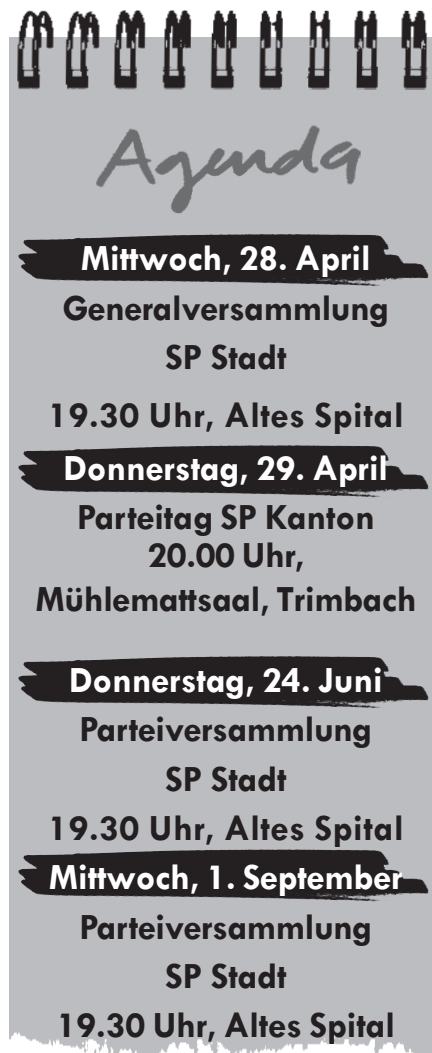 Agenda
Mittwoch, 28. April
Generalversammlung
SP Stadt
19.30 Uhr, Altes Spital
Donnerstag, 29. April
Parteitag SP Kanton
20.00 Uhr,
Mühlemattsaal, Trimbach
Donnerstag, 24. Juni
Parteiversammlung
SP Stadt
19.30 Uhr, Altes Spital
Mittwoch, 1. September
Parteiversammlung
SP Stadt
19.30 Uhr, Altes Spital